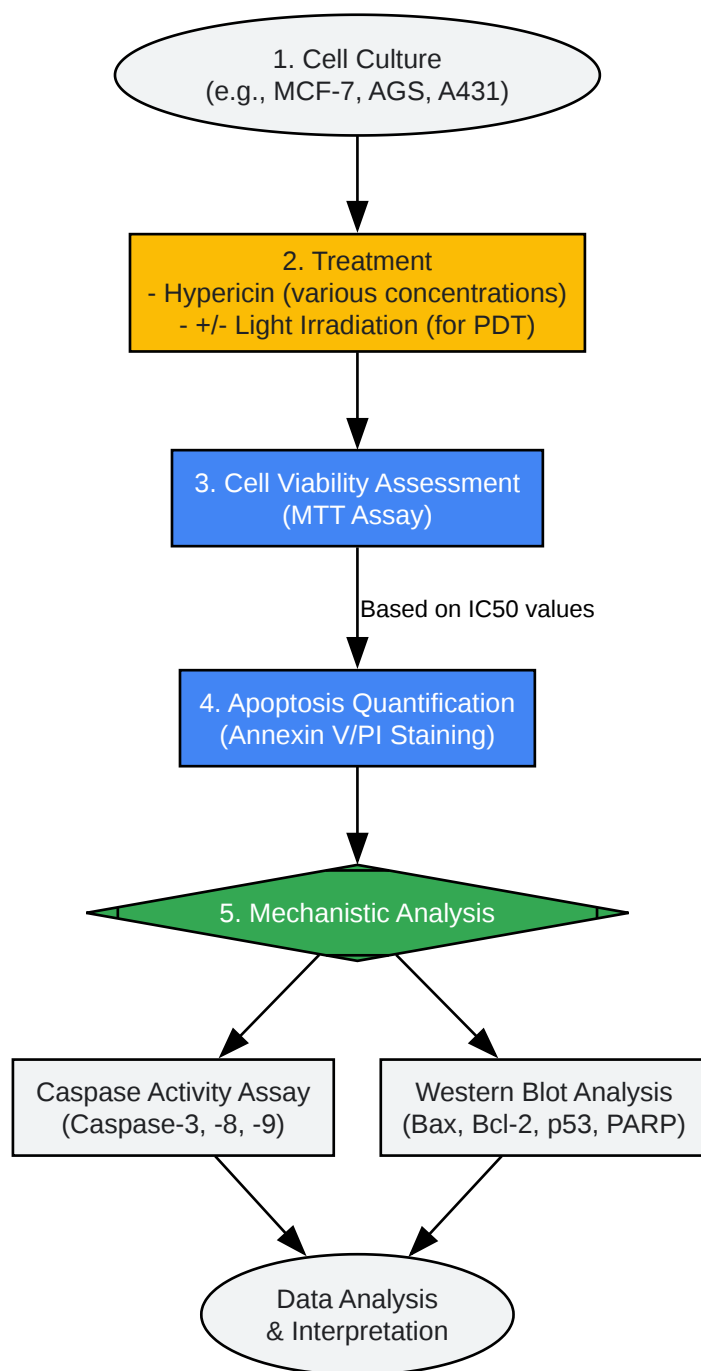 1. Cell Culture
(e.g., MCF-7, AGS, A431)
2. Treatment
- Hypericin (various concentrations)
- +/- Light Irradiation (for PDT)
3. Cell Viability Assessment
(MTT Assay)
Based on IC50 values
4. Apoptosis Quantification
(Annexin V/PI Staining)
5. Mechanistic Analysis
Caspase Activity Assay
(Caspase-3, -8, -9)
Western Blot Analysis
(Bax, Bcl-2, p53, PARP)
Data Analysis
& Interpretation